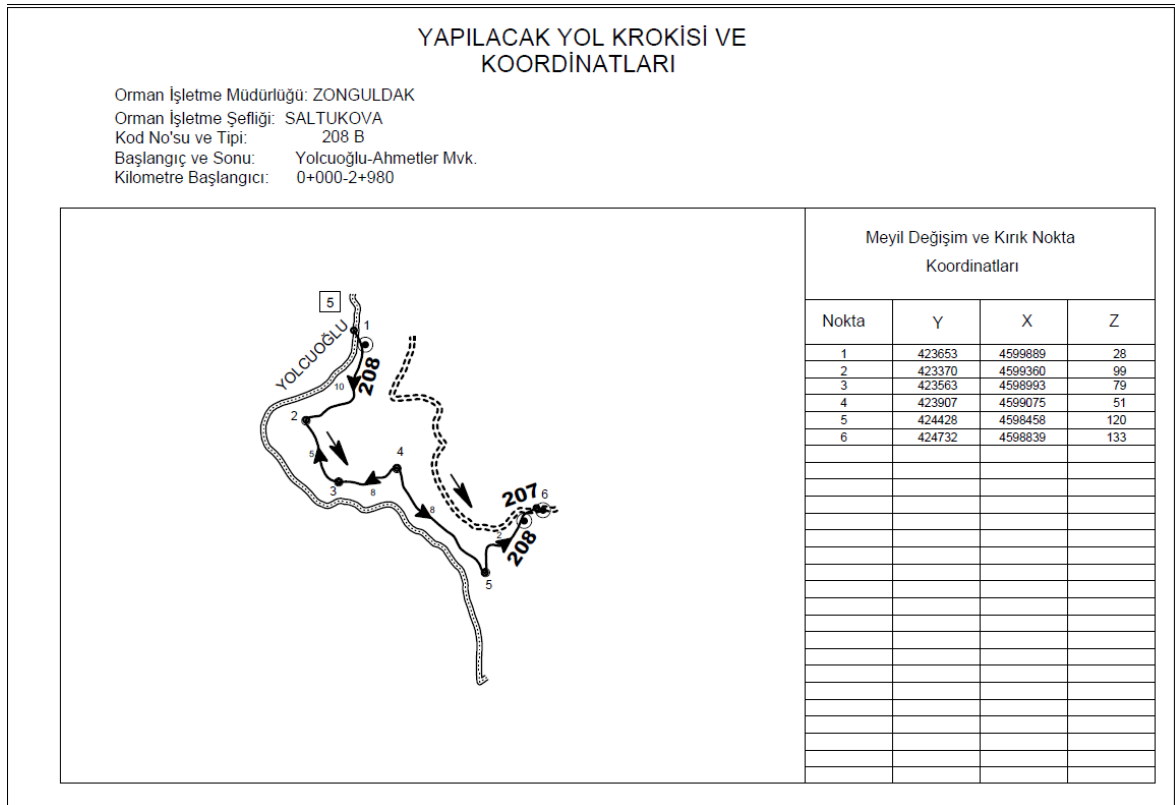 YAPILACAK YOL KROKİSİ VE
KOORDİNATLARI
Orman İşletme Müdürlüğü: ZONGULDAK
Orman İşletme Şefliği: SALTUKOVA
Kod No'su ve Tipi: 208 B
Başlangıç ve Sonu: Yolcuoğlu-Ahmetler Mvk.
Kilometre Başlangıcı: 0+000-2+980
5
1
YOLCUOĞLU
208
10
2
5
3
8
4
8
207
6
2
208
5
Meyil Değişim ve Kırık Nokta
Koordinatları
Nokta Y X Z
1 423653 4599889 28
2 423370 4599360 99
3 423563 4598993 79
4 423907 4599075 51
5 424428 4598458 120
6 424732 4598839 133